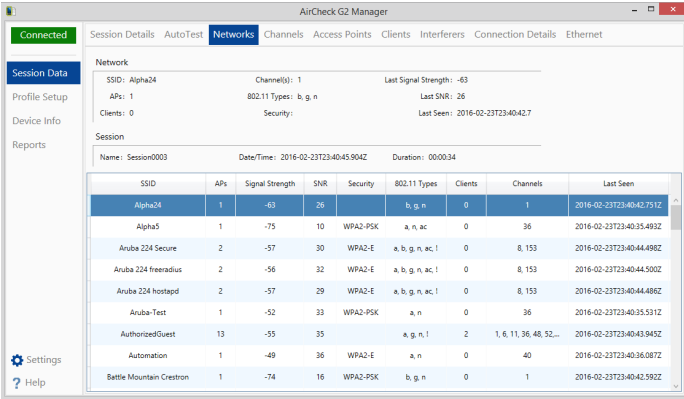 AirCheck G2 Manager
Connected
Session Details AutoTest Networks Channels Access Points Clients Interferers Connection Details Ethernet
Session Data
Profile Setup
Device Info
Reports
Settings
? Help
Network
SSID: Alpha24 Channel(s): 1 Last Signal Strength: -63
APs: 1 802.11 Types: b, g, n Last SNR: 26
Clients: 0 Security: Last Seen: 2016-02-23T23:40:42.7
Session
Name: Session0003 Date/Time: 2016-02-23T23:40:45.904Z Duration: 00:00:34
SSID APs Signal Strength SNR Security 802.11 Types Clients Channels Last Seen
Alpha24 1 -63 26 b, g, n 0 1 2016-02-23T23:40:42.751Z
Alpha5 1 -75 10 WPA2-PSK a, n, ac 0 36 2016-02-23T23:40:35.493Z
Aruba 224 Secure 2 -57 30 WPA2-E a, b, g, n, ac, ! 0 8, 153 2016-02-23T23:40:44.498Z
Aruba 224 freeradius 2 -56 32 WPA2-E a, b, g, n, ac, ! 0 8, 153 2016-02-23T23:40:44.500Z
Aruba 224 hostapd 2 -57 29 WPA2-E a, b, g, n, ac, ! 0 8, 153 2016-02-23T23:40:44.486Z
Aruba-Test 1 -52 33 WPA2-PSK a, n 0 36 2016-02-23T23:40:35.531Z
AuthorizedGuest 13 -55 35 a, g, n, ! 2 1, 6, 11, 36, 48, 52,... 2016-02-23T23:40:43.945Z
Automation 1 -49 36 WPA2-E a, n 0 40 2016-02-23T23:40:36.087Z
Battle Mountain Crestron 1 -74 16 WPA2-PSK b, g, n 0 1 2016-02-23T23:40:42.592Z